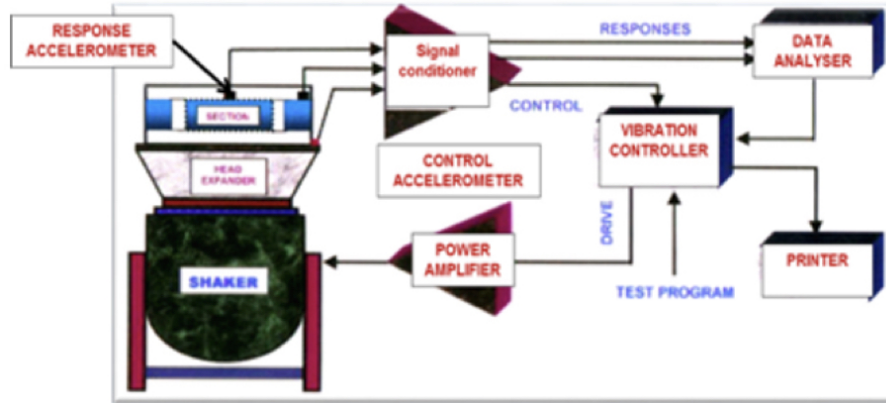 RESPONSE
ACCELEROMETER
Signal
conditioner
RESPONSES
DATA
ANALYSER
CONTROL
SECTION
VIBRATION
CONTROLLER
HEAD
EXPANDER
CONTROL
ACCELEROMETER
DRIVE
POWER
AMPLIFIER
PRINTER
SHAKER
TEST PROGRAM